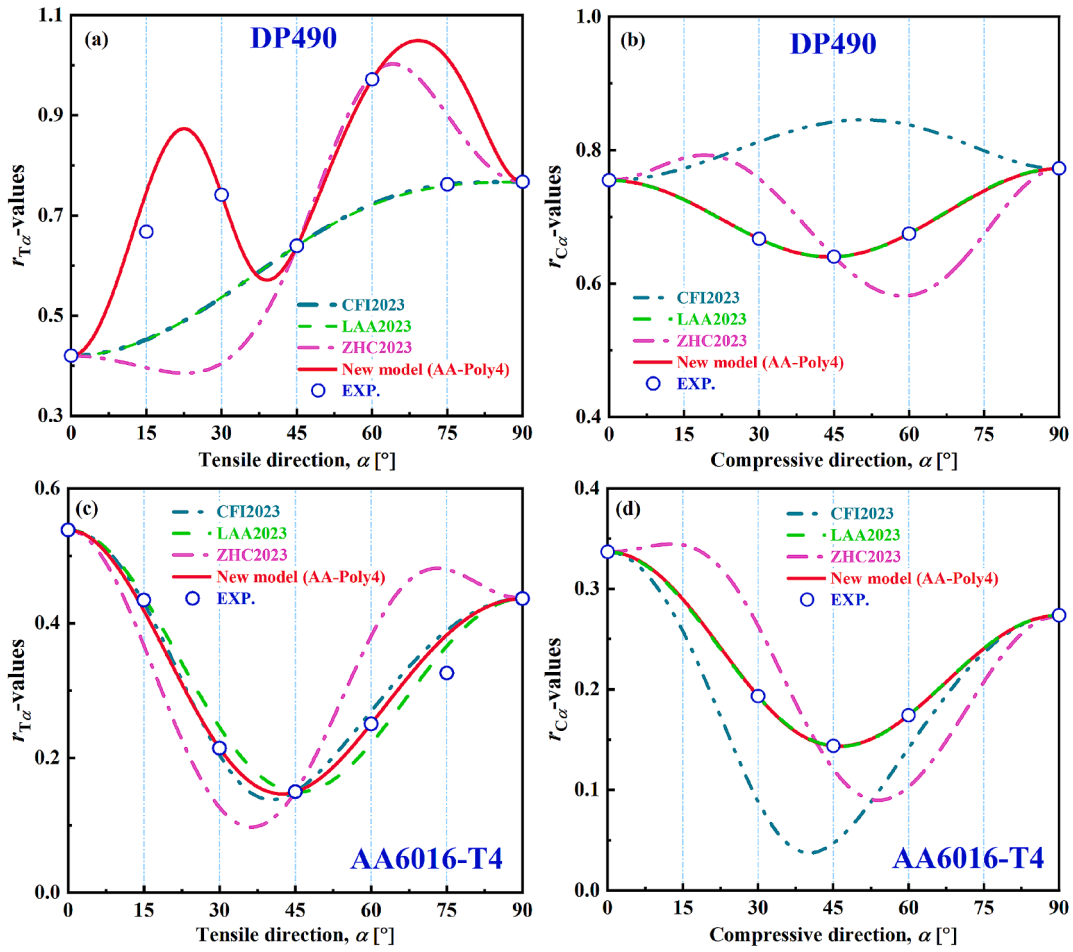 (a)
DP490
rTα-values
1.1
0.9
0.7
0.5
0.3
CFI2023
LAA2023
ZHC2023
New model (AA-Poly4)
EXP.
0 15 30 45 60 75 90
Tensile direction, α [°]
(b)
DP490
rCα-values
1.0
0.8
0.6
0.4
CFI2023
LAA2023
ZHC2023
New model (AA-Poly4)
EXP.
0 15 30 45 60 75 90
Compressive direction, α [°]
(c)
rTα-values
0.6
0.4
0.2
0.0
CFI2023
LAA2023
ZHC2023
New model (AA-Poly4)
EXP.
AA6016-T4
0 15 30 45 60 75 90
Tensile direction, α [°]
(d)
rCα-values
0.4
0.3
0.2
0.1
0.0
CFI2023
LAA2023
ZHC2023
New model (AA-Poly4)
EXP.
AA6016-T4
0 15 30 45 60 75 90
Compressive direction, α [°]